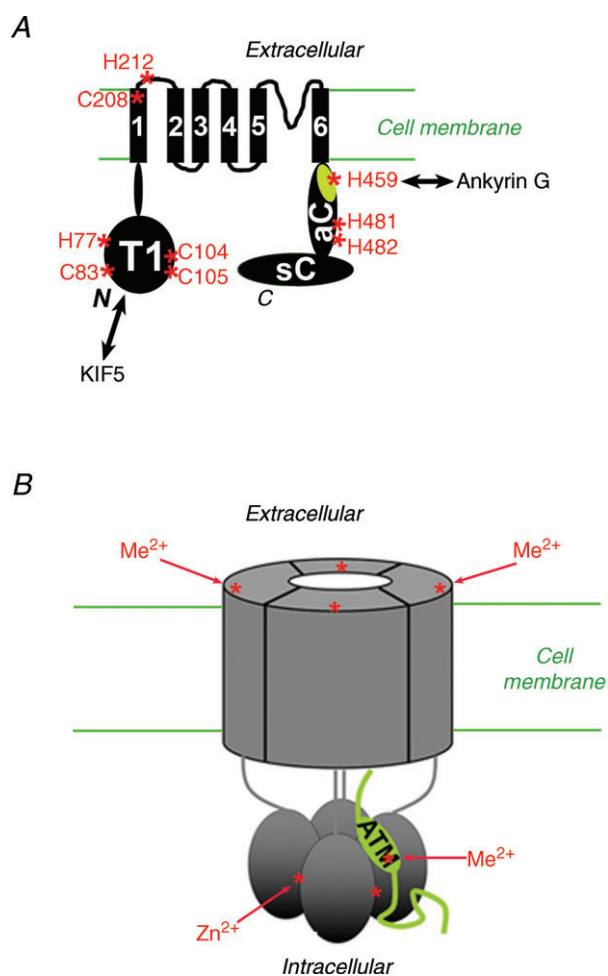 A
Extracellular
H212
C208
1 2 3 4 5 6
Cell membrane
H459 Ankyrin G
aC
H481
H482
H77
C83
T1
C104
C105
N
sC
C
KIF5
B
Extracellular
Me²⁺ Me²⁺
Cell
membrane
ATM
Me²⁺
Zn²⁺
Intracellular